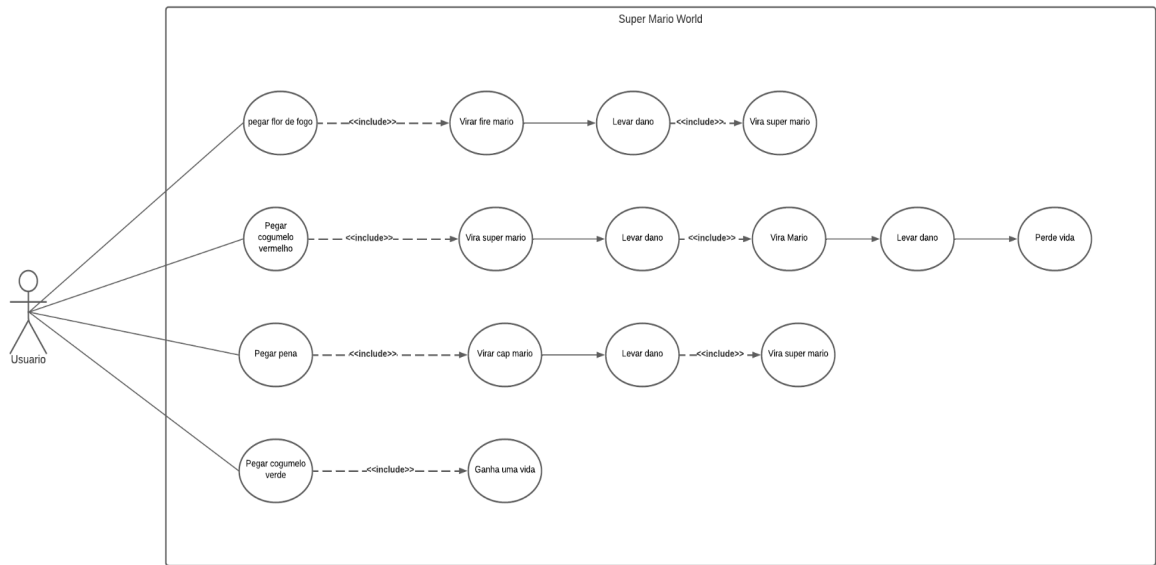 Super Mario World
pegar flor de fogo
<<include>>
Virar fire mario
Levar dano
<<include>>
Vira super mario
Pegar
cogumelo
vermelho
<<include>>
Vira super mario
Levar dano
<<include>>
Vira Mario
Levar dano
Perde vida
Usuario
Pegar pena
<<include>>
Virar cap mario
Levar dano
<<include>>
Vira super mario
Pegar cogumelo
verde
<<include>>
Ganha uma vida